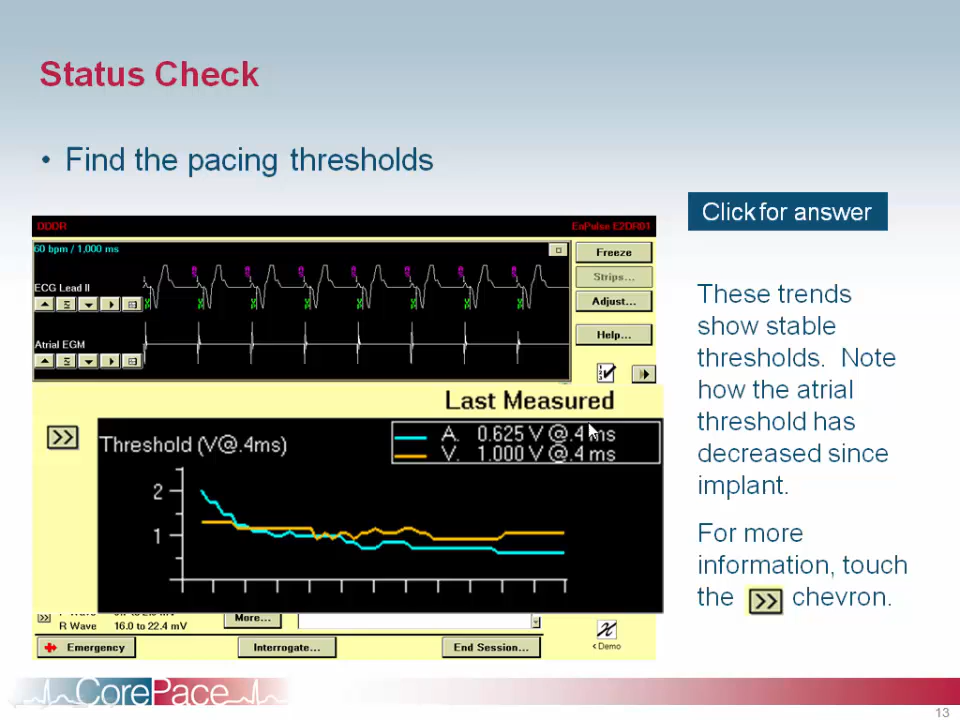 Status Check
• Find the pacing thresholds
Click for answer
DDDR
EnPulse E2DR01
60 bpm / 1,000 ms
Freeze
Strips...
ECG Lead II
Adjust...
Help...
Atrial EGM
These trends
show stable
thresholds. Note
how the atrial
threshold has
decreased since
implant.
Last Measured
Threshold (V@.4ms)
A. 0.625 V @.4 ms
V. 1.000 V @.4 ms
2
1
For more
information, touch
the >> chevron.
R Wave 16.0 to 22.4 mV
More...
Emergency
Interrogate...
End Session...
< Demo
CorePace
13